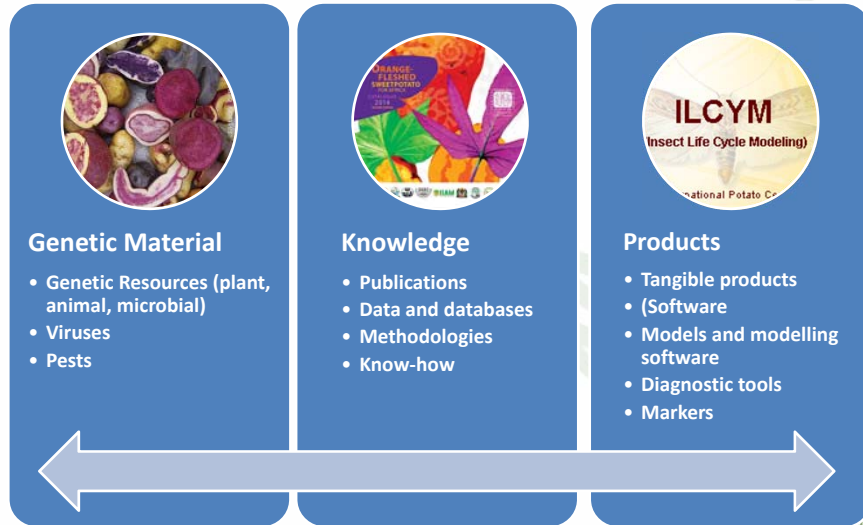 ORANGE-
FLESHED
SWEETPOTATO
FOR AFRICA
2014
ILCYM
Insect Life Cycle Modeling)
national Potato Ce
Genetic Material
• Genetic Resources (plant,
animal, microbial)
• Viruses
• Pests
Knowledge
• Publications
• Data and databases
• Methodologies
• Know-how
Products
• Tangible products
• (Software
• Models and modelling
software
• Diagnostic tools
• Markers